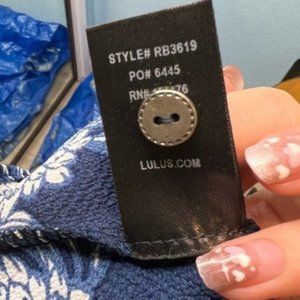 STYLE# RB3619
PO# 6445
RN#
LULUS.COM